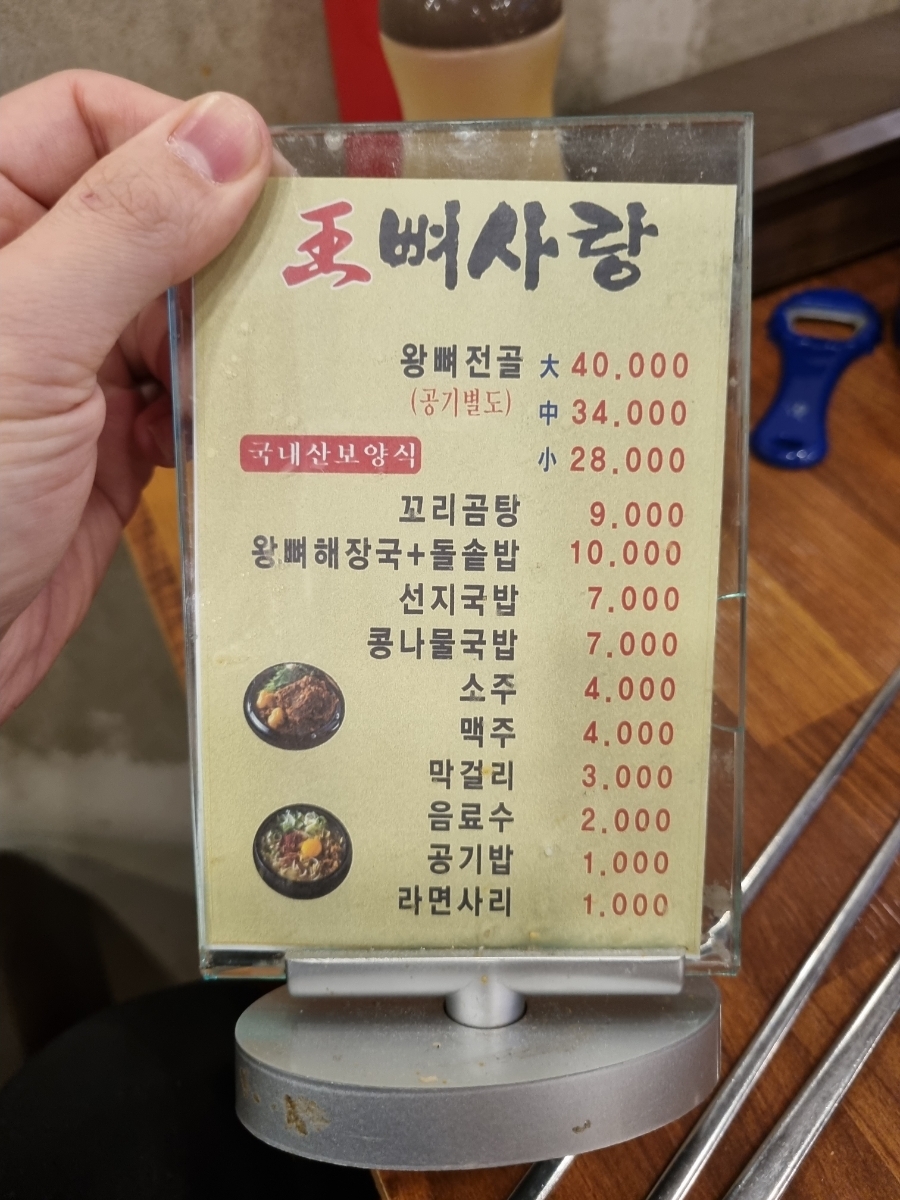 王뼈사랑
왕뼈전골 大 40.000
(공기별도) 中 34.000
국내산보양식 小 28.000
꼬리곰탕 9.000
왕뼈해장국+돌솥밥 10.000
선지국밥 7.000
콩나물국밥 7.000
소주 4.000
맥주 4.000
막걸리 3.000
음료수 2.000
공기밥 1.000
라면사리 1.000